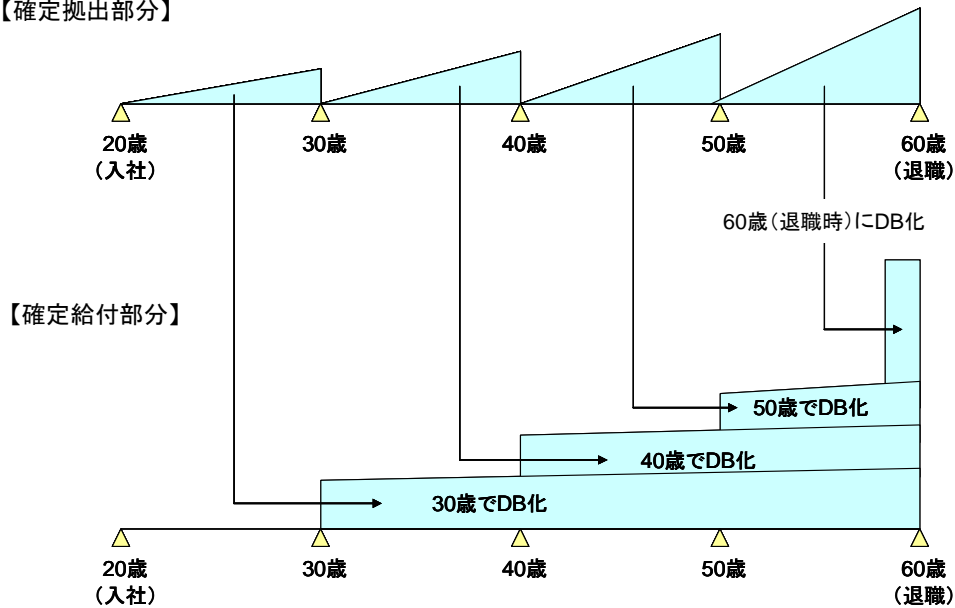 【確定拠出部分】
20歳
(入社)
30歳
40歳
50歳
60歳
(退職)
60歳(退職時)にDB化
【確定給付部分】
50歳でDB化
40歳でDB化
30歳でDB化
20歳
(入社)
30歳
40歳
50歳
60歳
(退職)